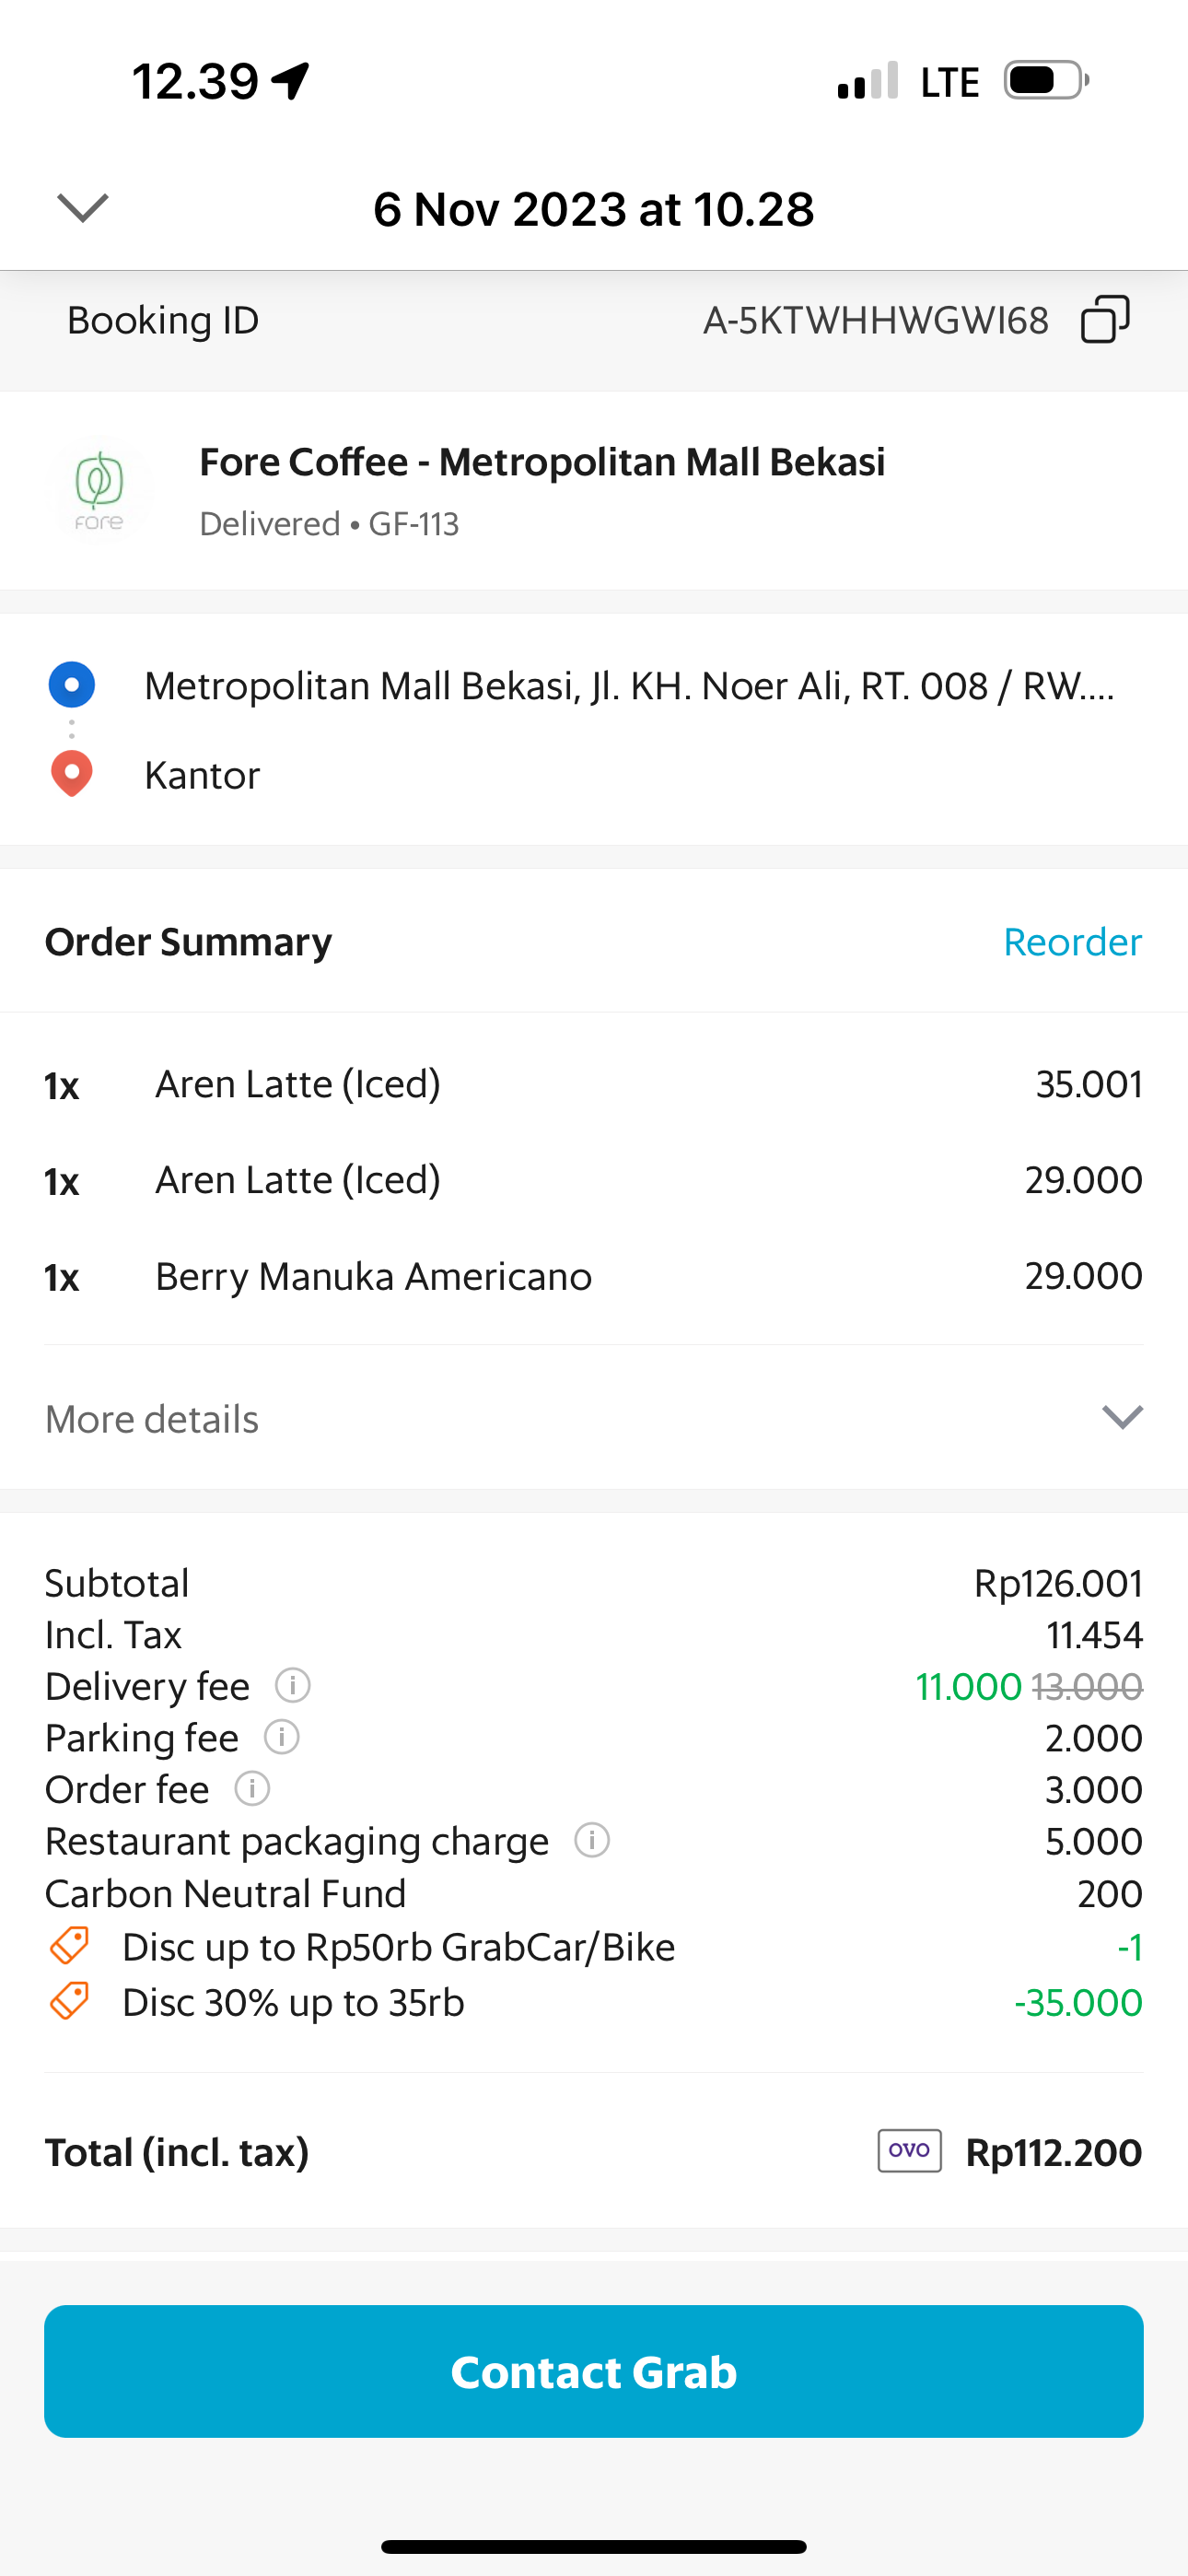 12.39 LTE
6 Nov 2023 at 10.28
Booking ID A-5KTWHHWGWI68
Fore Coffee - Metropolitan Mall Bekasi
FORE Delivered • GF-113
Metropolitan Mall Bekasi, Jl. KH. Noer Ali, RT. 008 / RW....
Kantor
Order Summary Reorder
1x Aren Latte (Iced) 35.001
1x Aren Latte (Iced) 29.000
1x Berry Manuka Americano 29.000
More details
Subtotal Rp126.001
Incl. Tax 11.454
Delivery fee 11.000 13.000
Parking fee 2.000
Order fee 3.000
Restaurant packaging charge 5.000
Carbon Neutral Fund 200
Disc up to Rp50rb GrabCar/Bike -1
Disc 30% up to 35rb -35.000
Total (incl. tax) OVO Rp112.200
Contact Grab